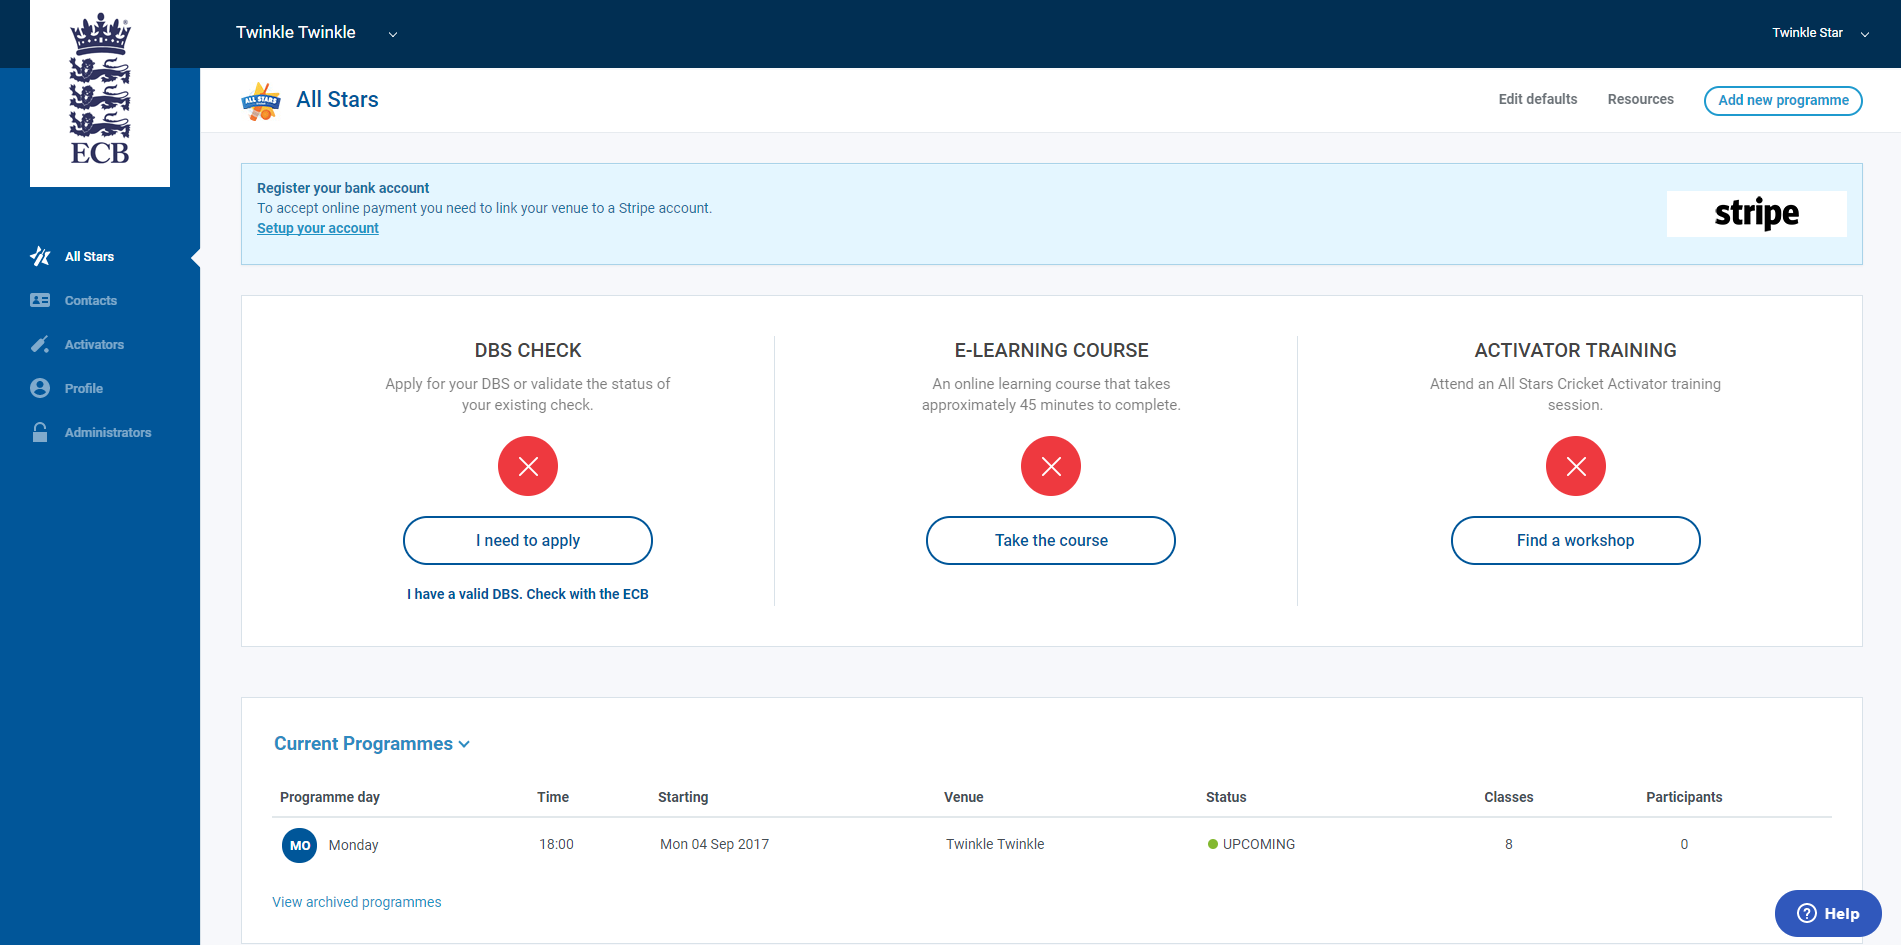 Twinkle Twinkle
Twinkle Star
ECB
All Stars
Contacts
Activators
Profile
Administrators
ALL STARS
All Stars
Edit defaults
Resources
Add new programme
Register your bank account
To accept online payment you need to link your venue to a Stripe account.
Setup your account
stripe
DBS CHECK
Apply for your DBS or validate the status of
your existing check.
I need to apply
I have a valid DBS. Check with the ECB
E-LEARNING COURSE
An online learning course that takes
approximately 45 minutes to complete.
Take the course
ACTIVATOR TRAINING
Attend an All Stars Cricket Activator training
session.
Find a workshop
Current Programmes
Programme day Time Starting Venue Status Classes Participants
MO Monday 18:00 Mon 04 Sep 2017 Twinkle Twinkle UPCOMING 8 0
View archived programmes
? Help